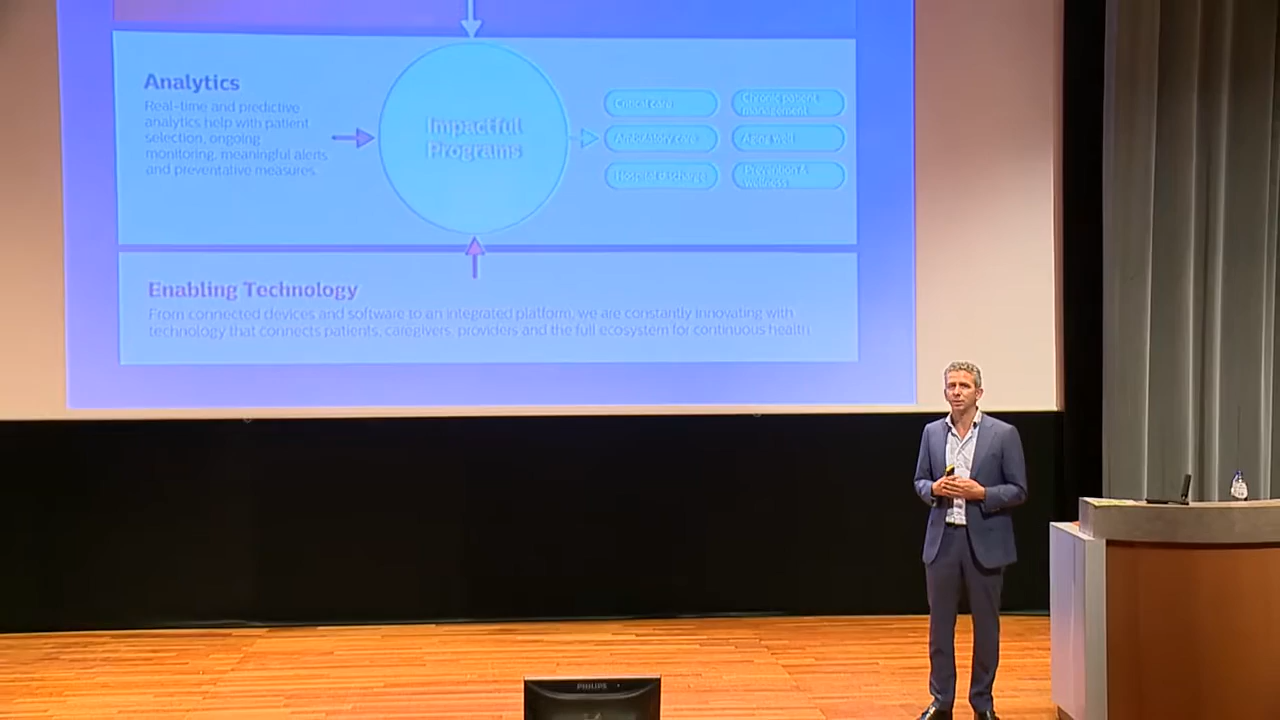 Analytics
Real-time and predictive
analytics help with patient
selection, ongoing
monitoring, meaningful alerts
and preventative measures.
Impactful
Programs
Critical care
Chronic patient
management
Ambulatory care
Aging well
Hospital discharge
Prevention &
wellness
Enabling Technology
From connected devices and software to an integrated platform, we are constantly innovating with
technology that connects patients, caregivers, providers and the full ecosystem for continuous health
PHILIPS